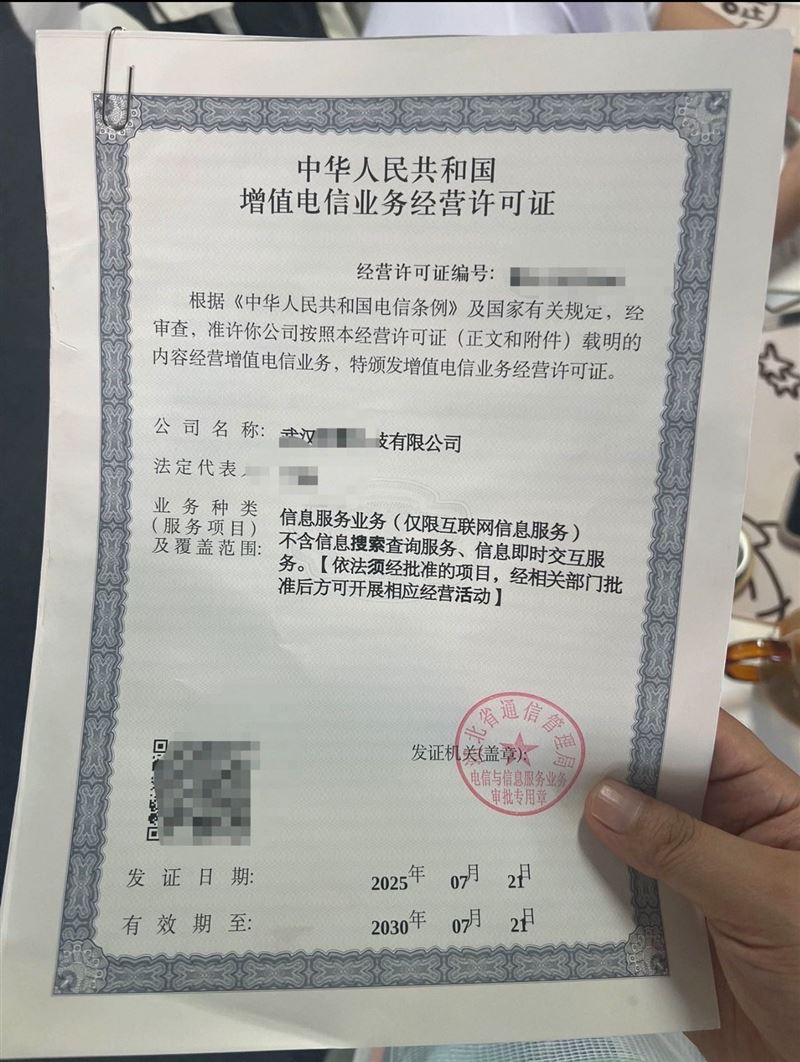 中华人民共和国
增值电信业务经营许可证
经营许可证编号:
根据《中华人民共和国电信条例》及国家有关规定,经
审查,准许你公司按照本经营许可证(正文和附件)载明的
内容经营增值电信业务,特颁发增值电信业务经营许可证。
公司名称: 武汉 技有限公司
法定代表
业务种类
(服务项目)
及覆盖范围:
信息服务业务(仅限互联网信息服务)
不含信息搜索查询服务、信息即时交互服
务。【依法须经批准的项目,经相关部门批
准后方可开展相应经营活动】
发证机关(盖章):
湖北省通信管理局
电信与信息服务业务
审批专用章
发证日期: 2025年 07月 21日
有效期至: 2030年 07月 21日